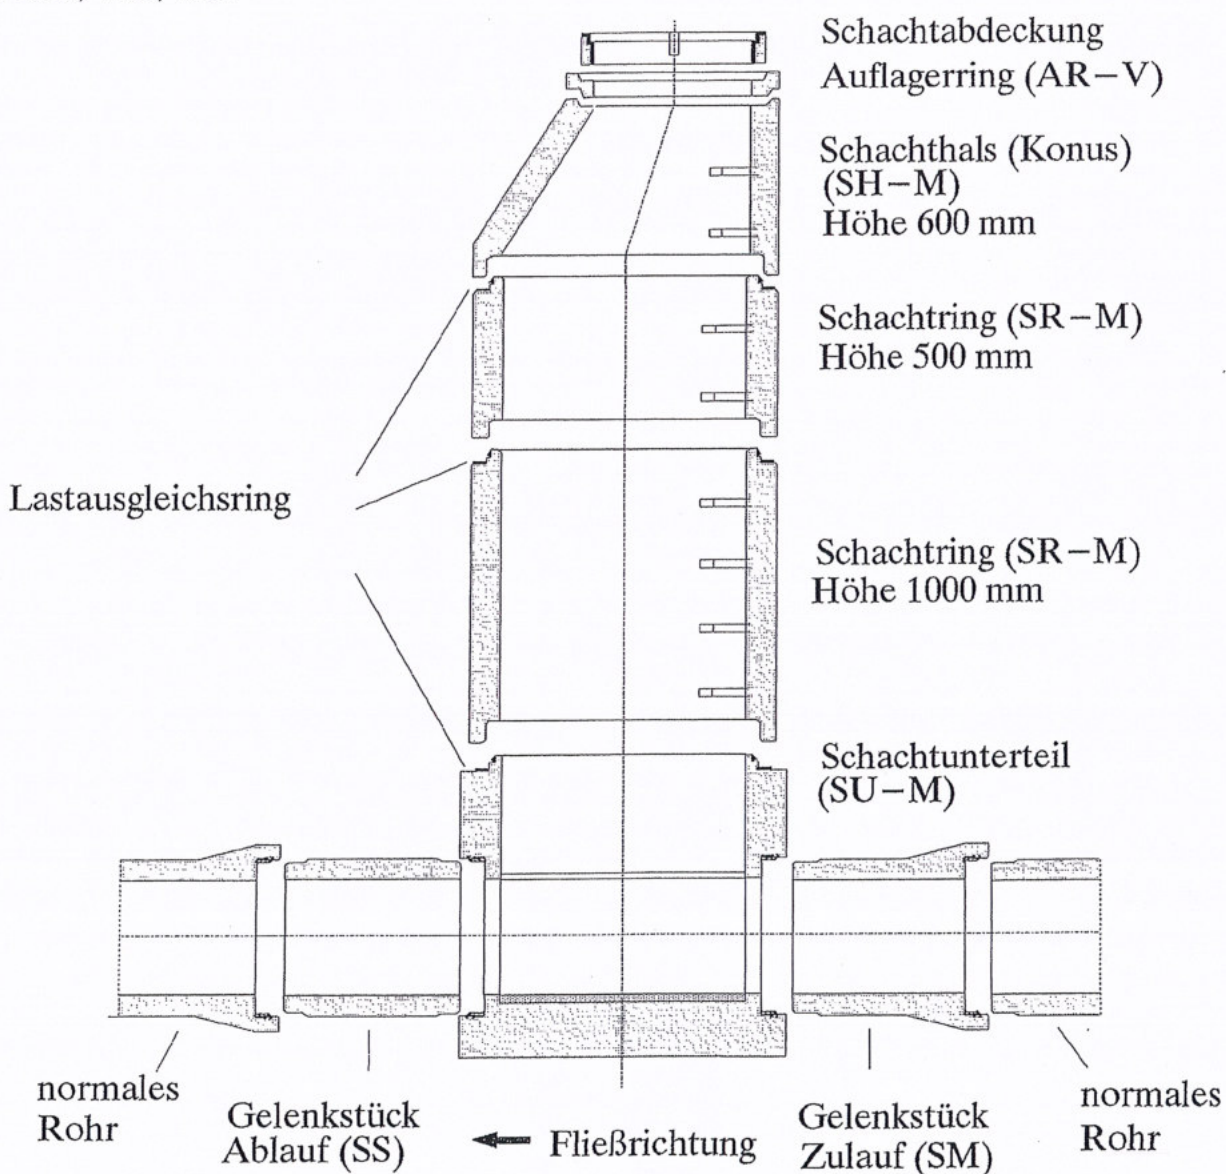 Schachtabdeckung
Auflagerring (AR–V)
Schachthals (Konus)
(SH–M)
Höhe 600 mm
Schachtring (SR–M)
Höhe 500 mm
Lastausgleichsring
Schachtring (SR–M)
Höhe 1000 mm
Schachtunterteil
(SU–M)
normales
Rohr
Gelenkstück
Ablauf (SS)
Fließrichtung
Gelenkstück
Zulauf (SM)
normales
Rohr